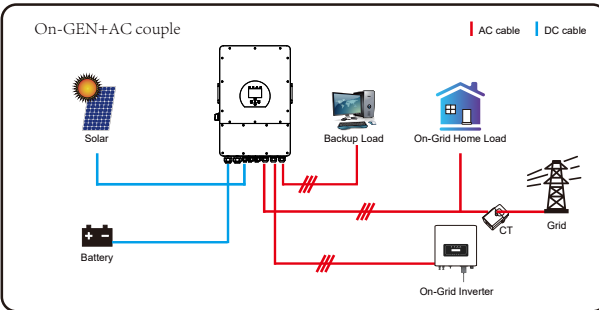 On-GEN+AC couple
AC cable
DC cable
Solar
Backup Load
On-Grid Home Load
Battery
CT
Grid
On-Grid Inverter